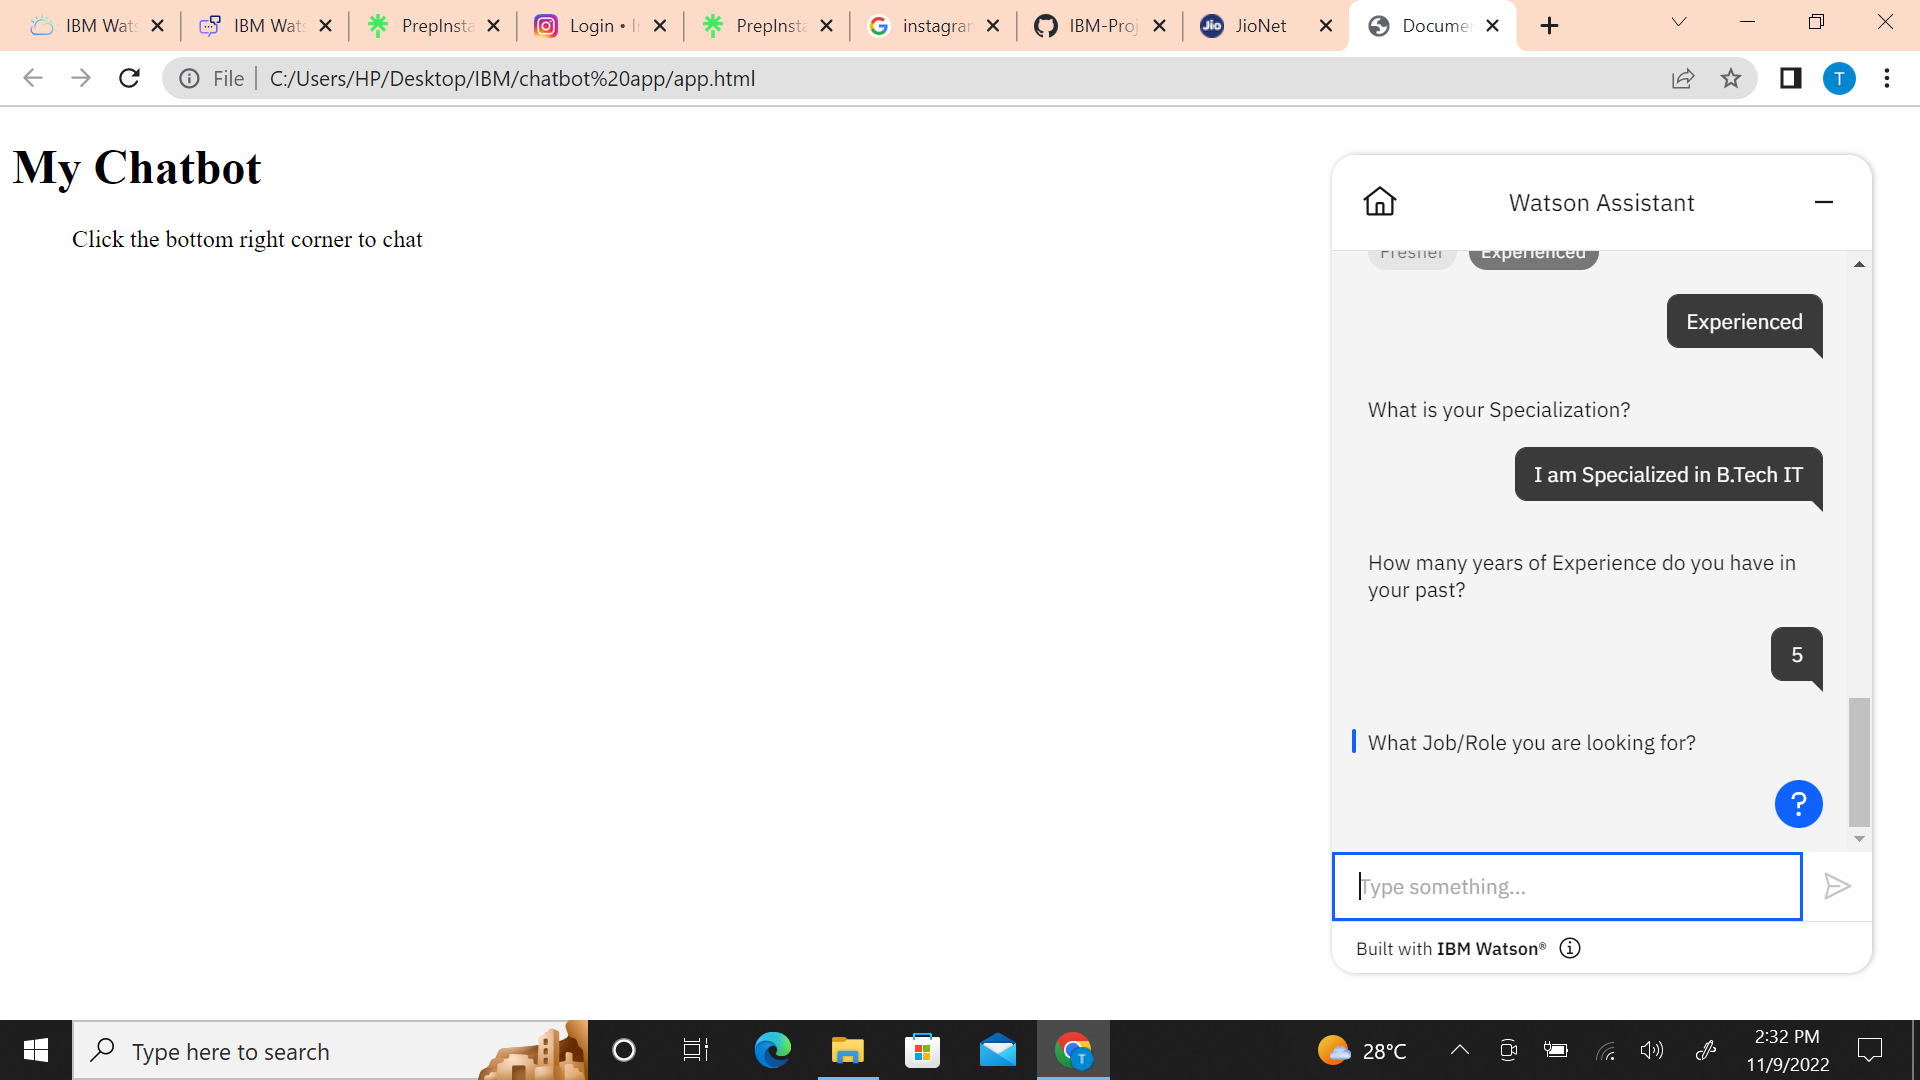 IBM Wats
IBM Wats
PrepInsta
Login • I
PrepInsta
instagram
IBM-Proj
Jio
JioNet
Documen
File
C:/Users/HP/Desktop/IBM/chatbot%20app/app.html
T
My Chatbot
Click the bottom right corner to chat
Watson Assistant
Fresher
Experienced
Experienced
What is your Specialization?
I am Specialized in B.Tech IT
How many years of Experience do you have in
your past?
5
What Job/Role you are looking for?
?
Type something...
Built with IBM Watson®
Type here to search
T
28°C
2:32 PM
11/9/2022